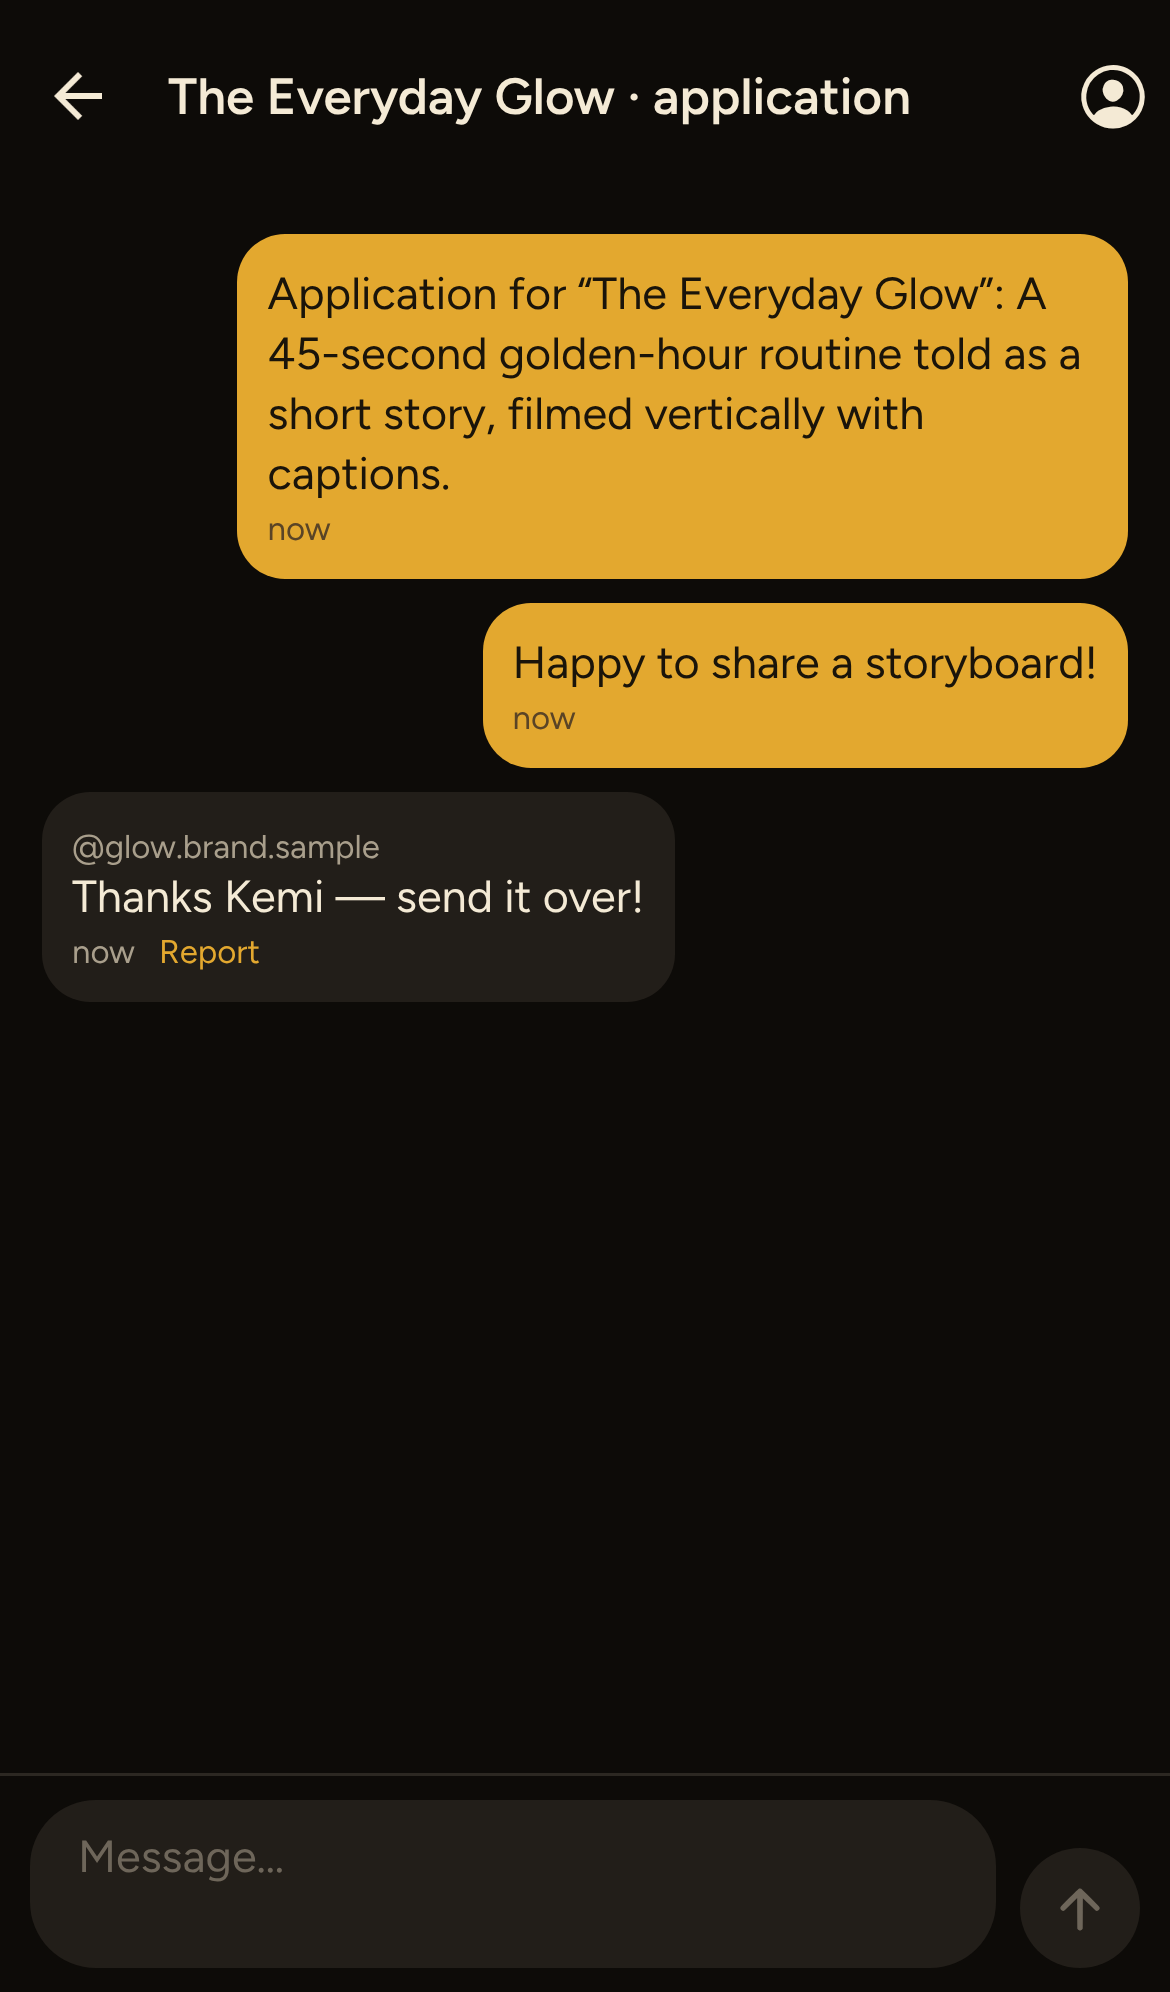 The Everyday Glow · application
Application for “The Everyday Glow”: A
45-second golden-hour routine told as a
short story, filmed vertically with
captions.
now
Happy to share a storyboard!
now
@glow.brand.sample
Thanks Kemi — send it over!
now Report
Message...